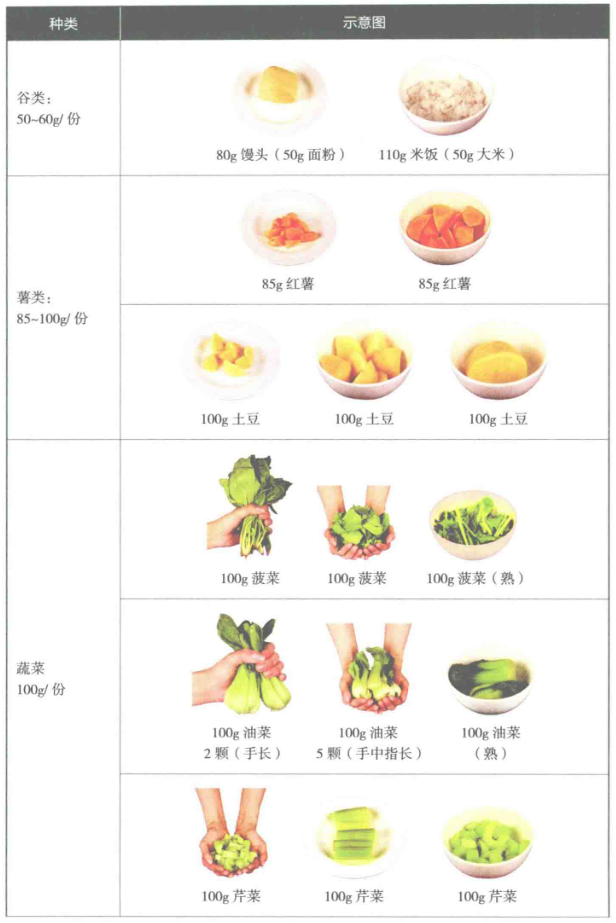 种类
示意图
谷类：
50~60g/ 份
80g 馒头（50g 面粉）
110g 米饭（50g 大米）
薯类：
85~100g/ 份
85g 红薯
85g 红薯
100g 土豆
100g 土豆
100g 土豆
蔬菜
100g/ 份
100g 菠菜
100g 菠菜
100g 菠菜（熟）
100g 油菜
2 颗（手长）
100g 油菜
5 颗（手中指长）
100g 油菜
（熟）
100g 芹菜
100g 芹菜
100g 芹菜